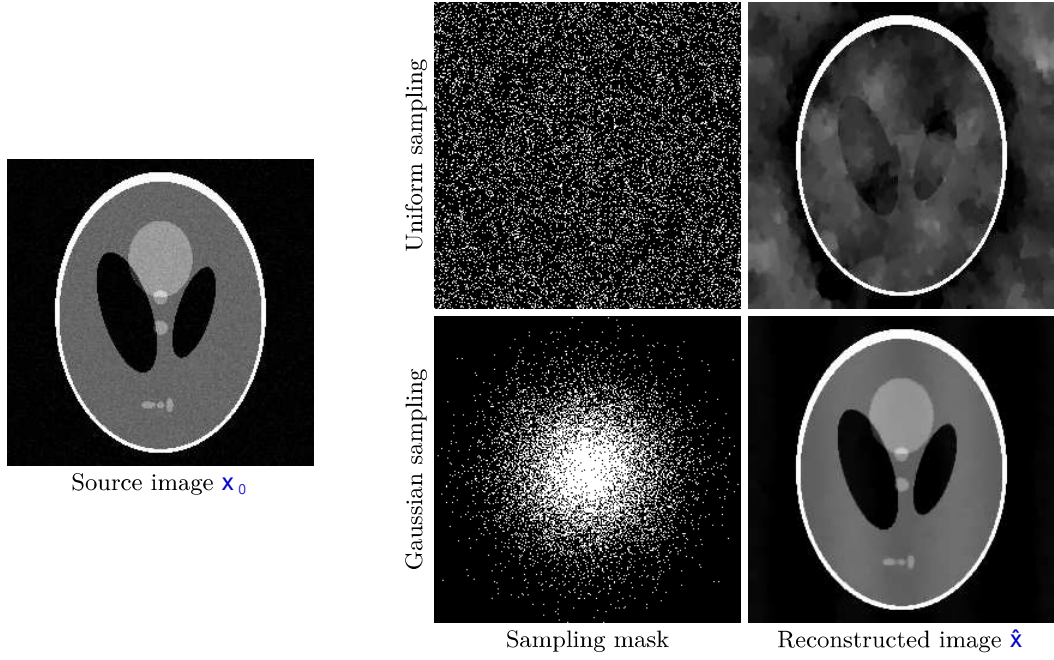 Uniform sampling
Source image x₀
Gaussian sampling
Sampling mask
Reconstructed image x̂